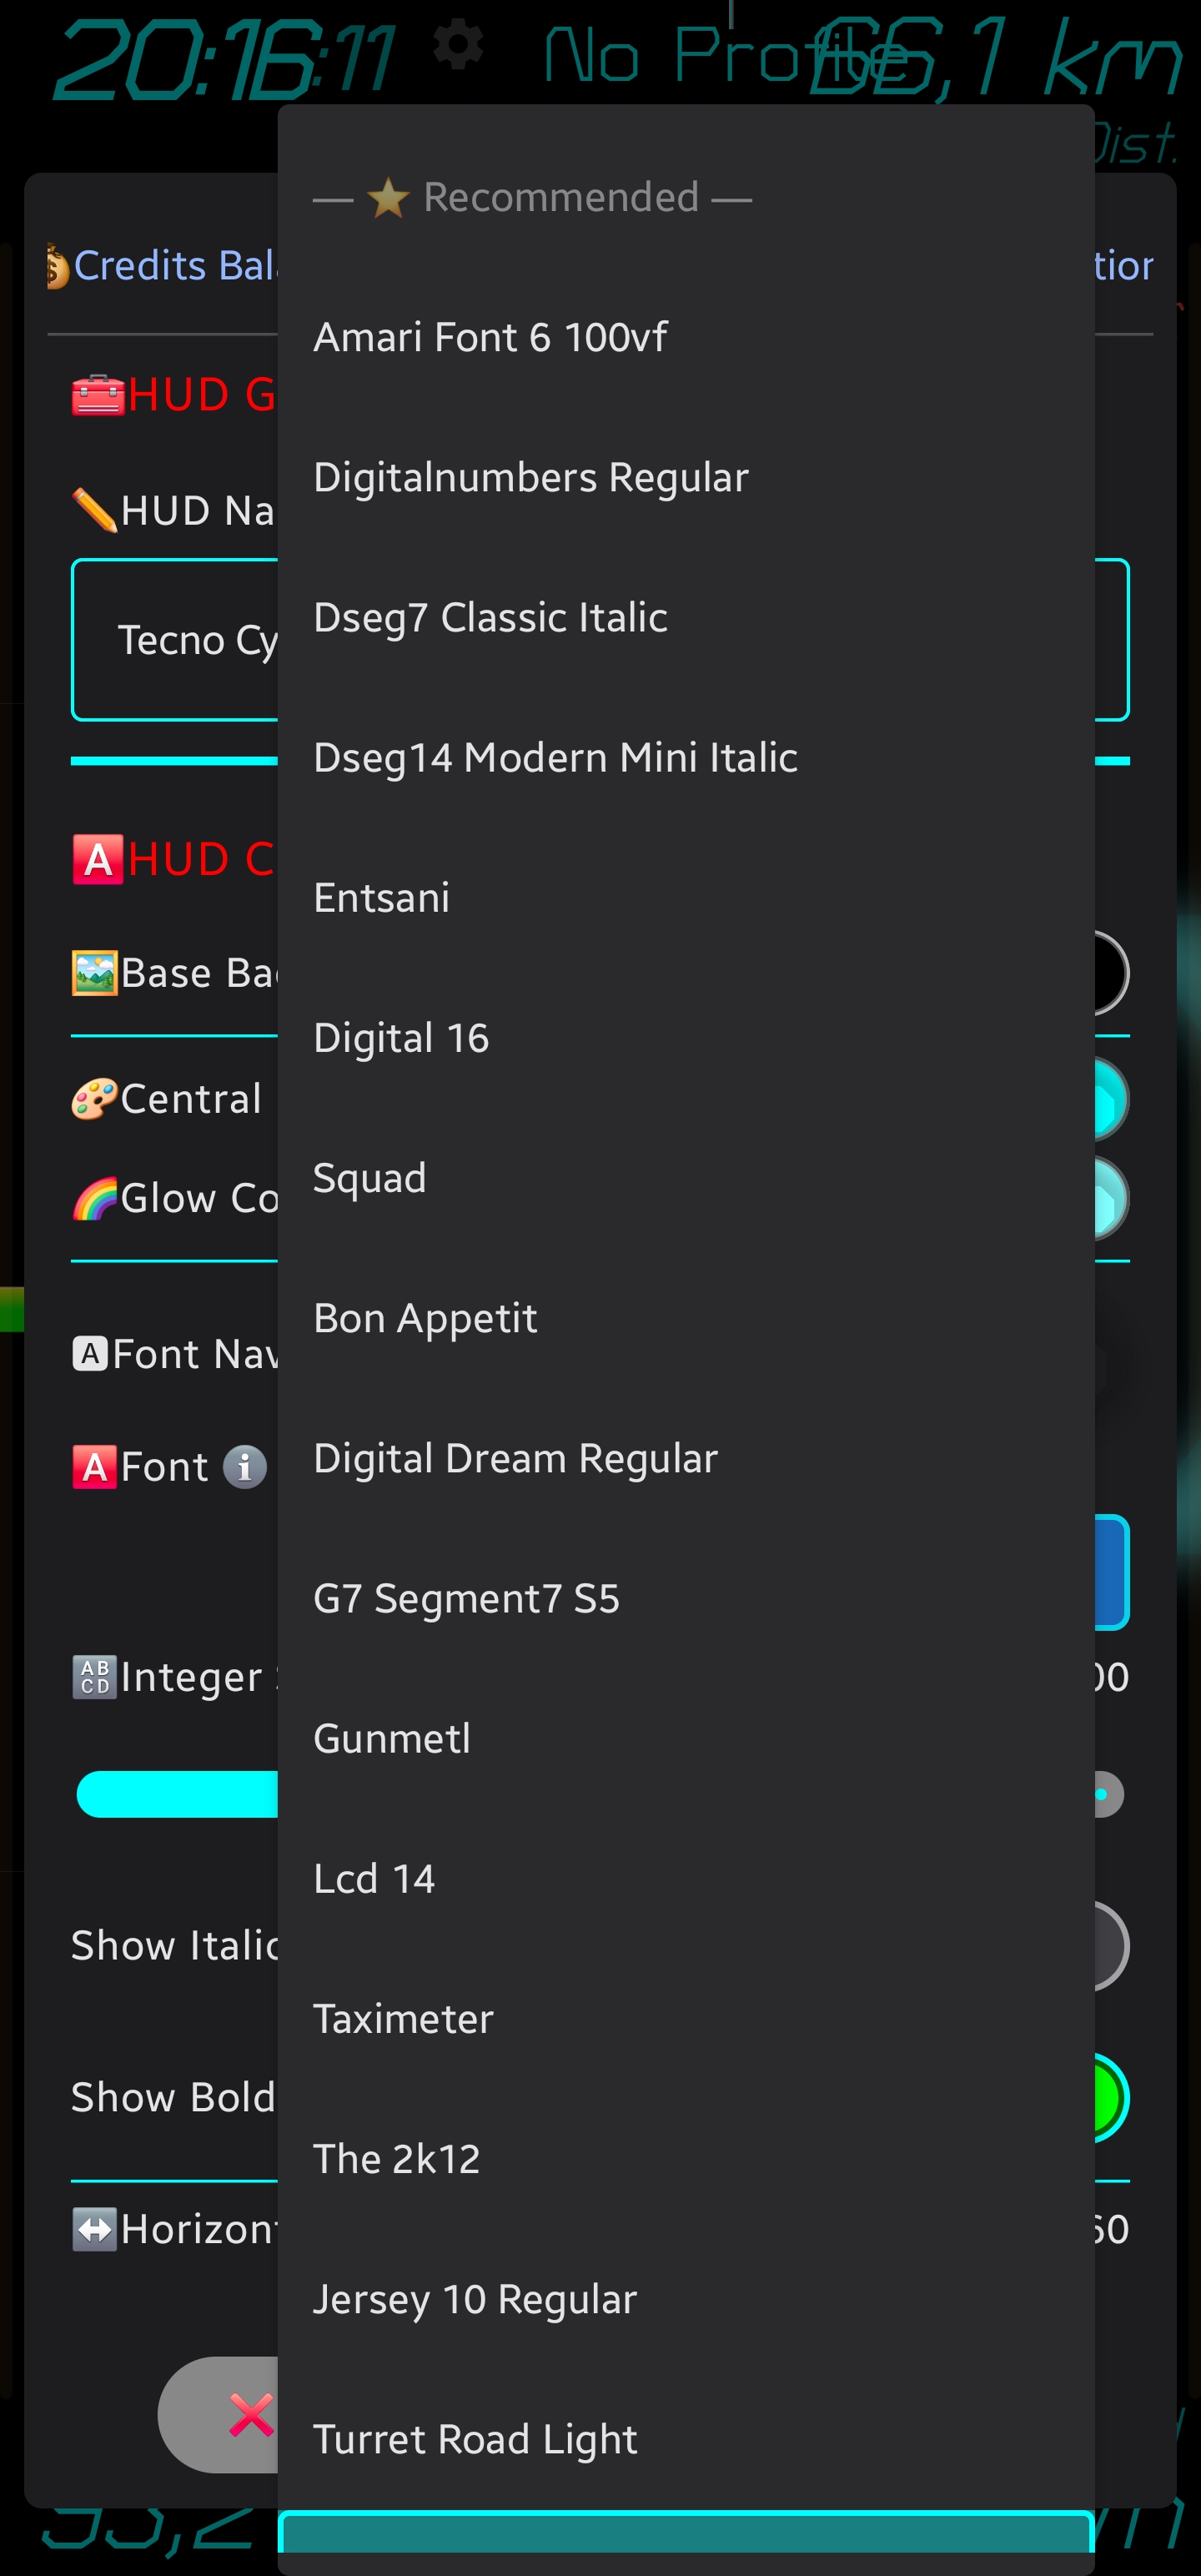 20:16:11 No Profile 66,1 km
Dist.
— ⭐ Recommended —
Credits Bal
HUD G
HUD Na
Tecno Cy
HUD C
Base Ba
Central
Glow Co
Font Nav
Font
Integer
00
Show Italic
Show Bold
Horizon
60
Amari Font 6 100vf
Digitalnumbers Regular
Dseg7 Classic Italic
Dseg14 Modern Mini Italic
Entsani
Digital 16
Squad
Bon Appetit
Digital Dream Regular
G7 Segment7 S5
Gunmetl
Lcd 14
Taximeter
The 2k12
Jersey 10 Regular
Turret Road Light